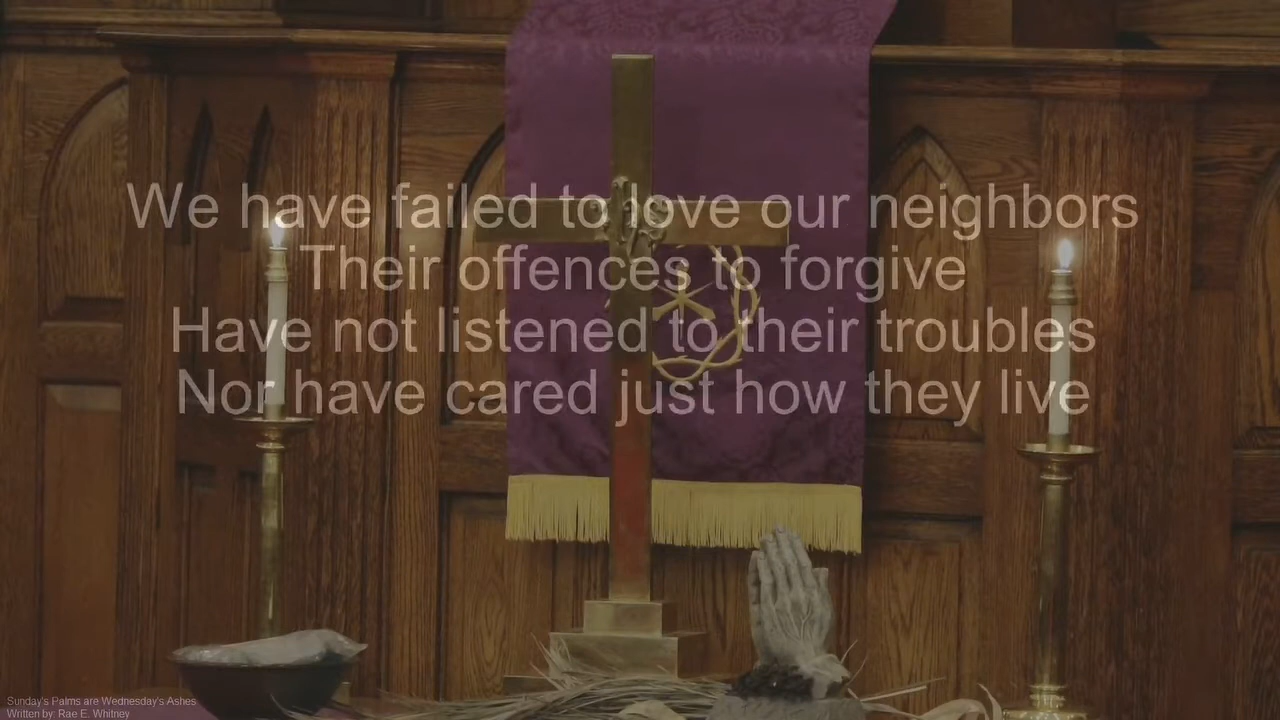 We have failed to love our neighbors
Their offences to forgive
Have not listened to their troubles
Nor have cared just how they live
Sunday's Palms are Wednesday's Ashes
Written by: Rae E. Whitney